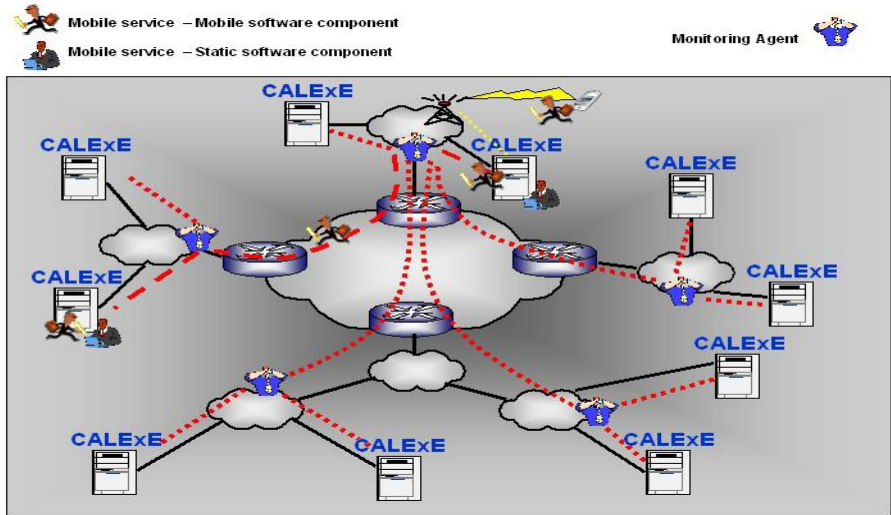 Mobile service – Mobile software component
Mobile service – Static software component
Monitoring Agent
CALExE
CALExE
CALExE
CALExE
CALExE
CALExE
CALExE
CALExE
CALExE
CALExE